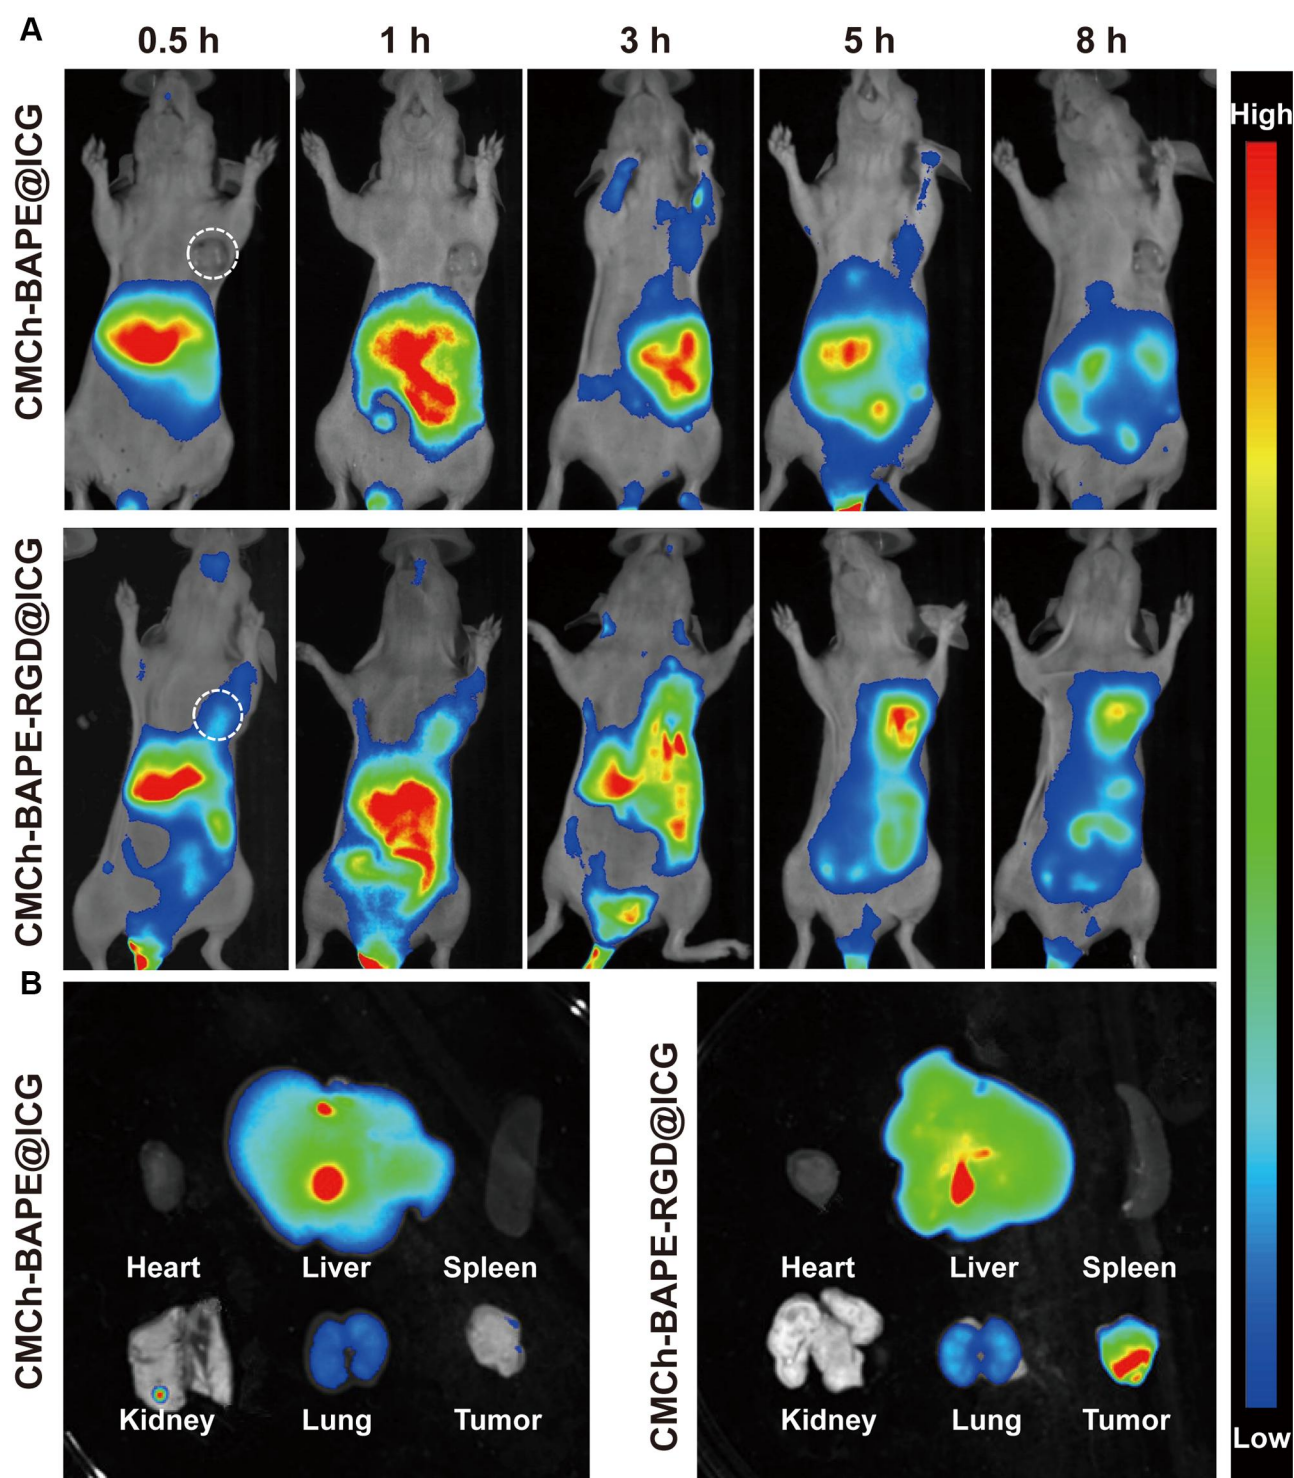 A
0.5 h
1 h
3 h
5 h
8 h
CMCh-BAPE@ICG
High
CMCh-BAPE-RGD@ICG
B
CMCh-BAPE@ICG
Heart
Liver
Spleen
Kidney
Lung
Tumor
CMCh-BAPE-RGD@ICG
Heart
Liver
Spleen
Kidney
Lung
Tumor
Low